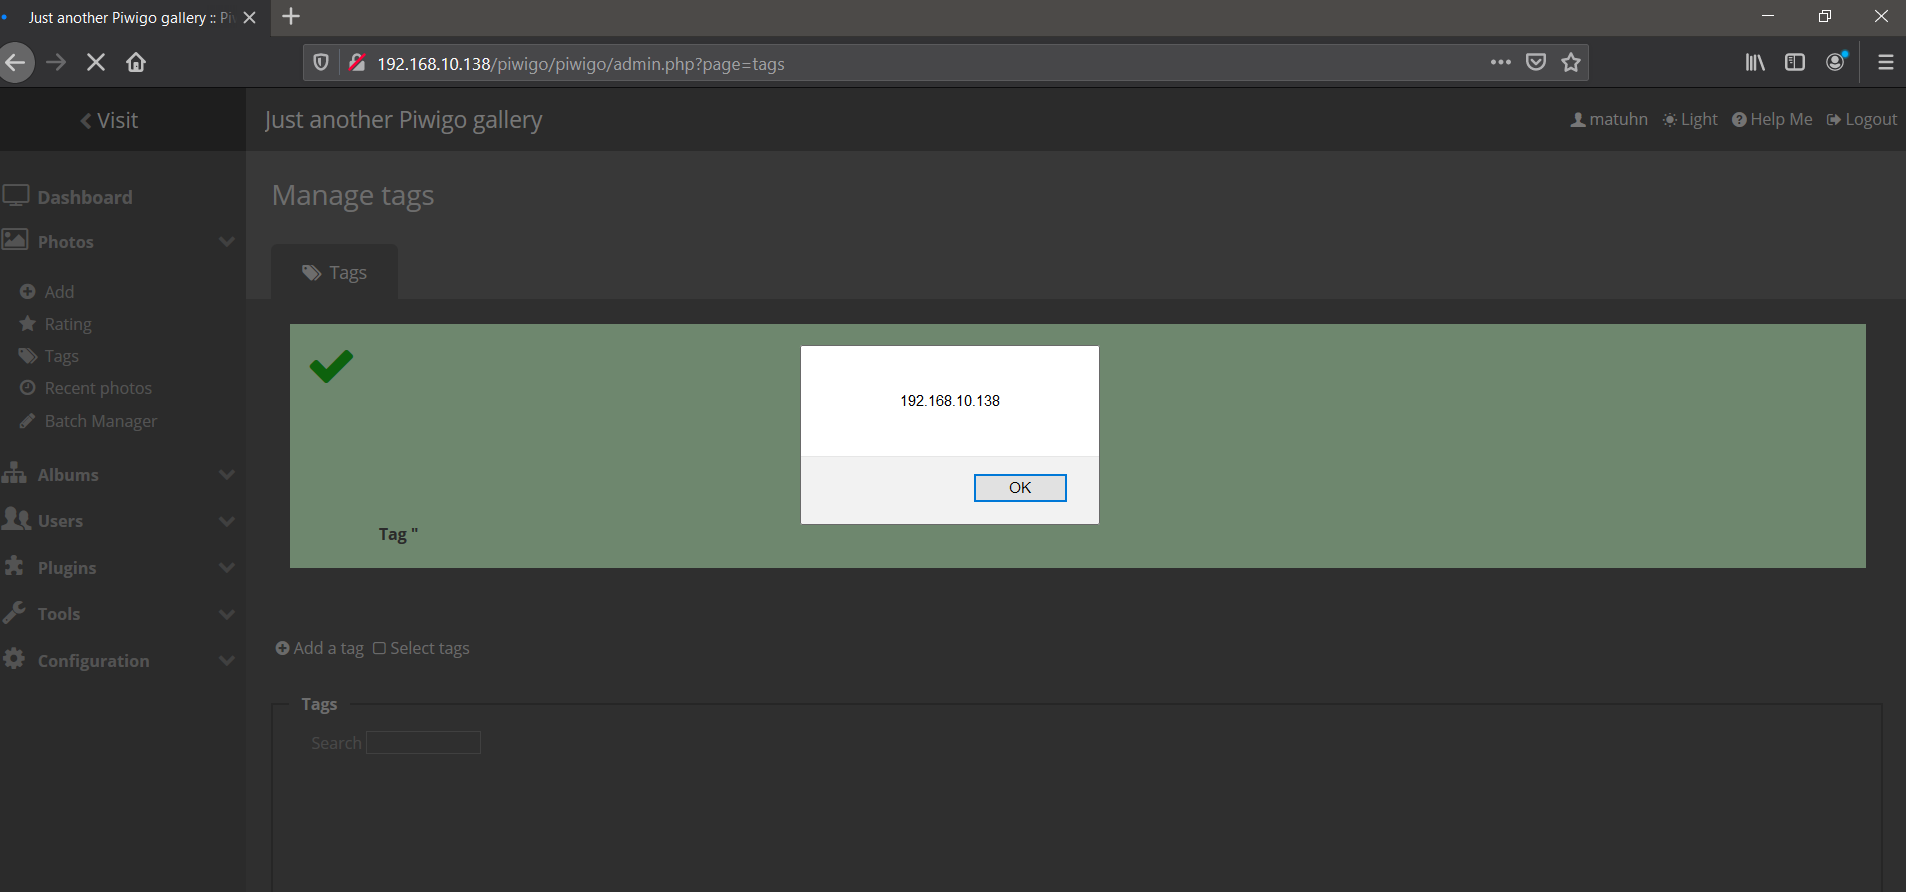 Just another Piwigo gallery :: Pi
192.168.10.138/piwigo/piwigo/admin.php?page=tags
Visit
Just another Piwigo gallery
matuhn Light Help Me Logout
Manage tags
Dashboard
Photos
Tags
Add
Rating
Tags
Recent photos
Batch Manager
192.168.10.138
Albums
OK
Users
Tag "
Plugins
Tools
Add a tag Select tags
Configuration
Tags
Search